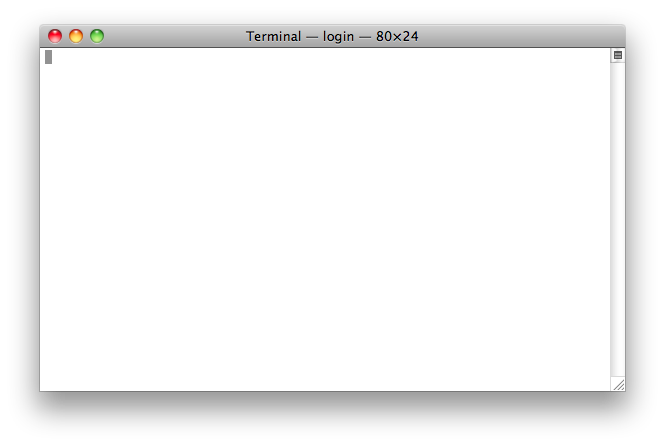 Terminal — login — 80×24